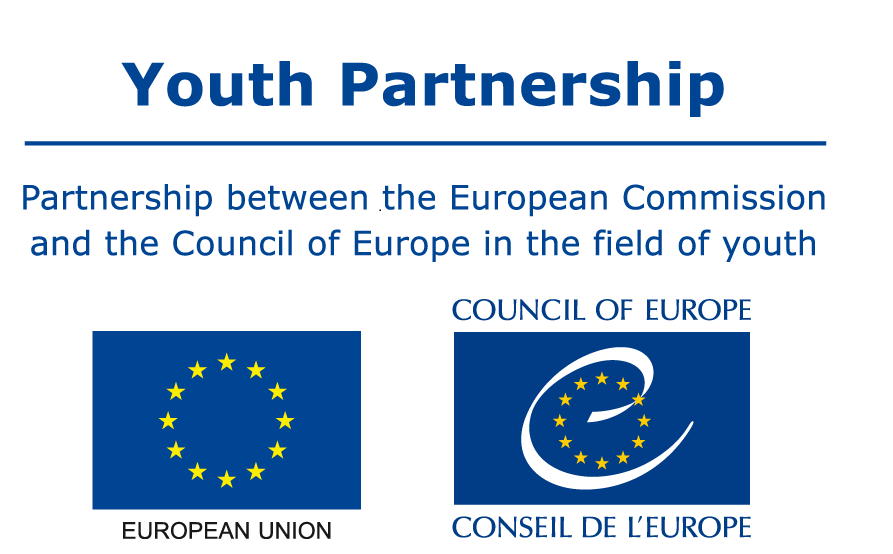 Youth Partnership
Partnership between the European Commission
and the Council of Europe in the field of youth
COUNCIL OF EUROPE
EUROPEAN UNION
CONSEIL DE L'EUROPE